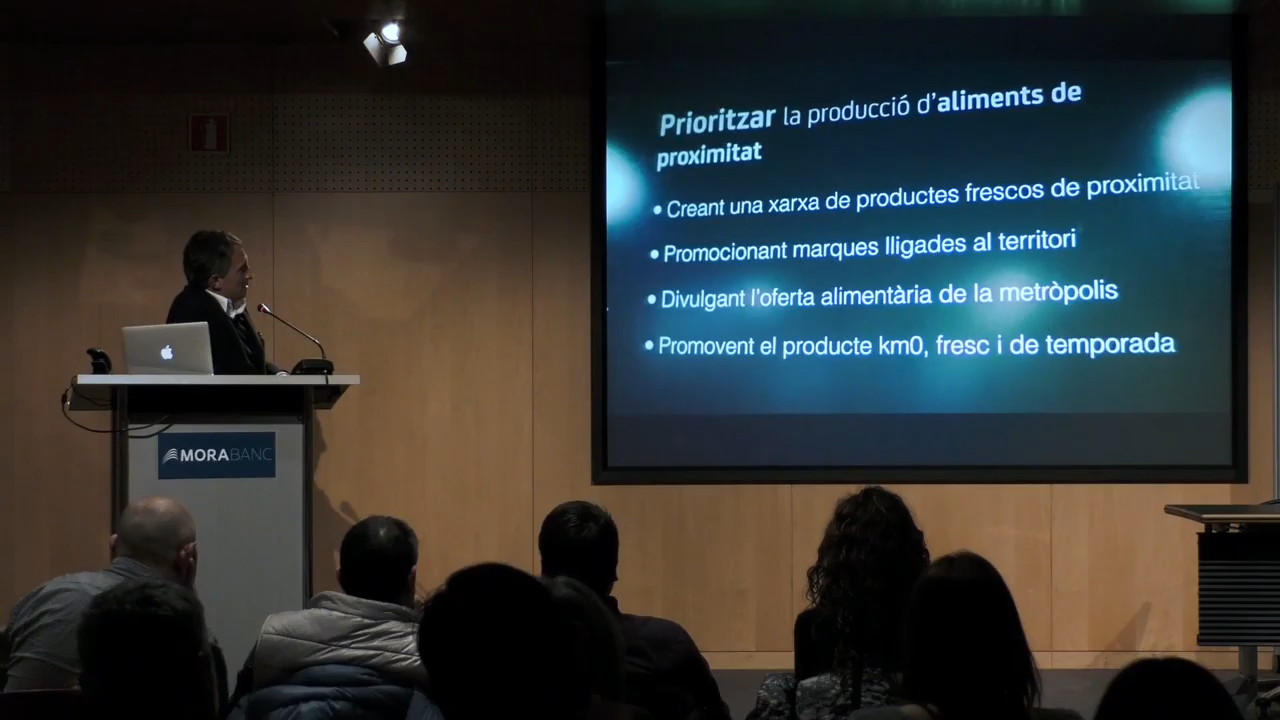 Prioritzar la producció d'aliments de
proximitat
• Creant una xarxa de productes frescos de proximitat
• Promocionant marques lligades al territori
• Divulgant l'oferta alimentària de la metròpolis
• Promovent el producte km0, fresc i de temporada
MORABANC